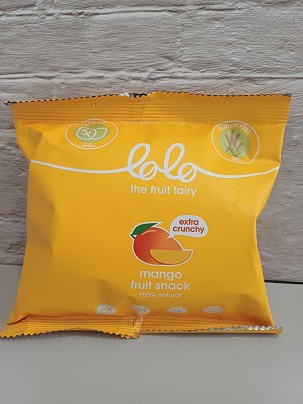 lolo
the fruit fairy
extra
crunchy
mango
fruit snack
100% natural